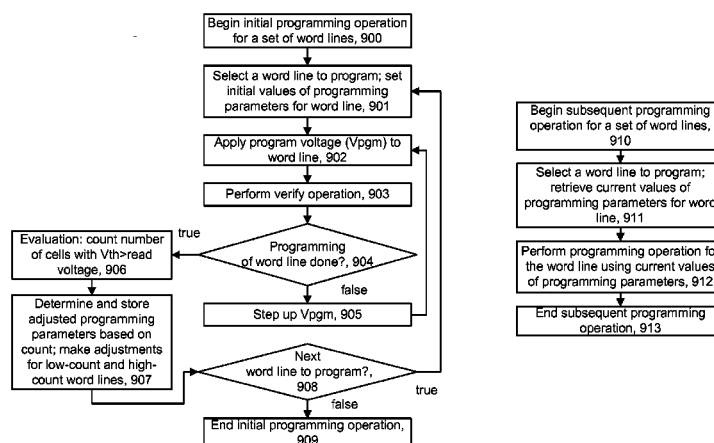 Begin initial programming operation
for a set of word lines, 900
Select a word line to program; set
initial values of programming
parameters for word line, 901
Apply program voltage (Vpgm) to
word line, 902
Perform verify operation, 903
Programming
of word line done?, 904
true
false
Evaluation: count number
of cells with Vth>read
voltage, 906
Step up Vpgm, 905
Determine and store
adjusted programming
parameters based on
count; make adjustments
for low-count and high-
count word lines, 907
Next
word line to program?,
908
true
false
End initial programming operation,
909
Begin subsequent programming
operation for a set of word lines,
910
Select a word line to program;
retrieve current values of
programming parameters for word
line, 911
Perform programming operation for
the word line using current values
of programming parameters, 912
End subsequent programming
operation, 913